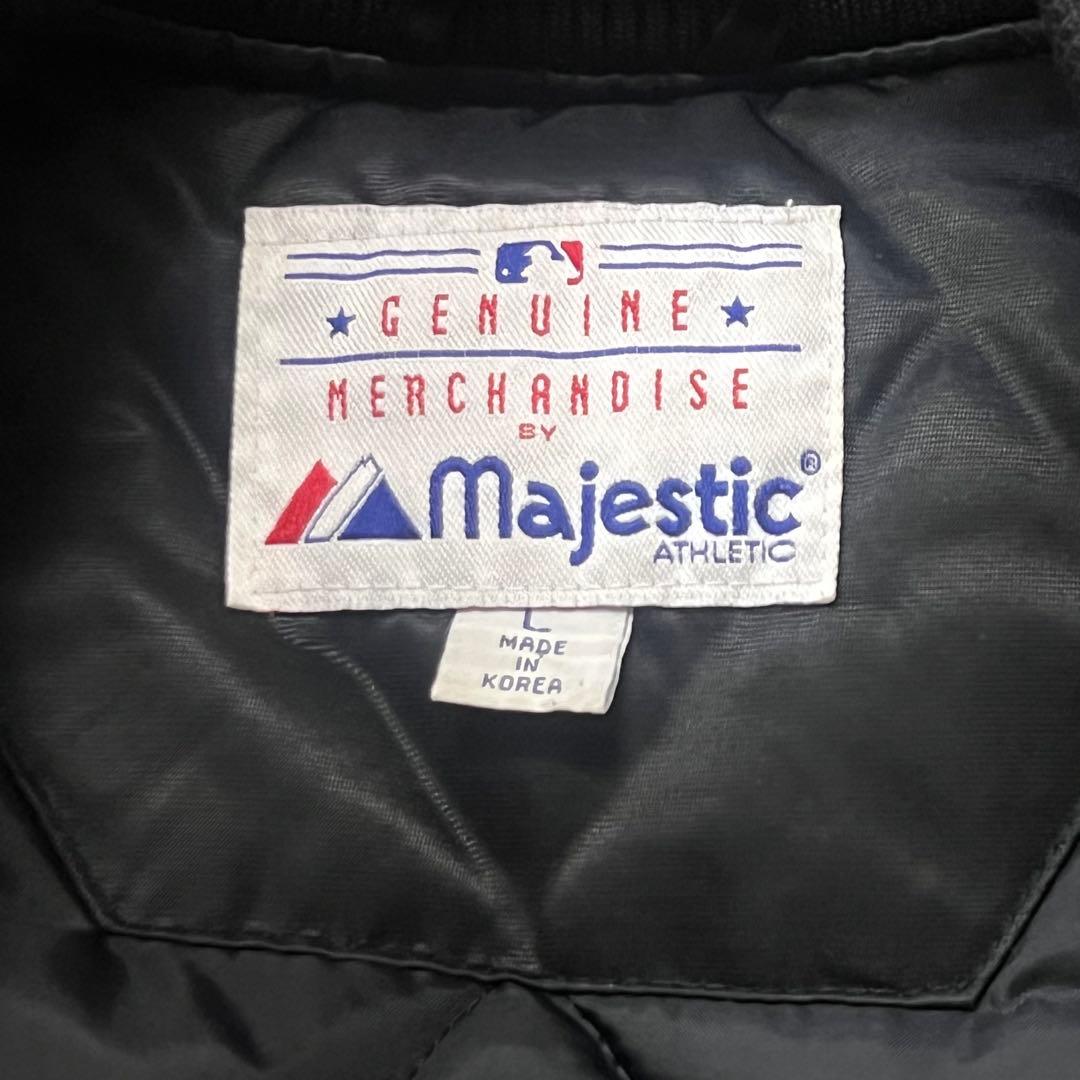 GENUINE
MERCHANDISE
BY
Majestic®
ATHLETIC
L
MADE
IN
KOREA